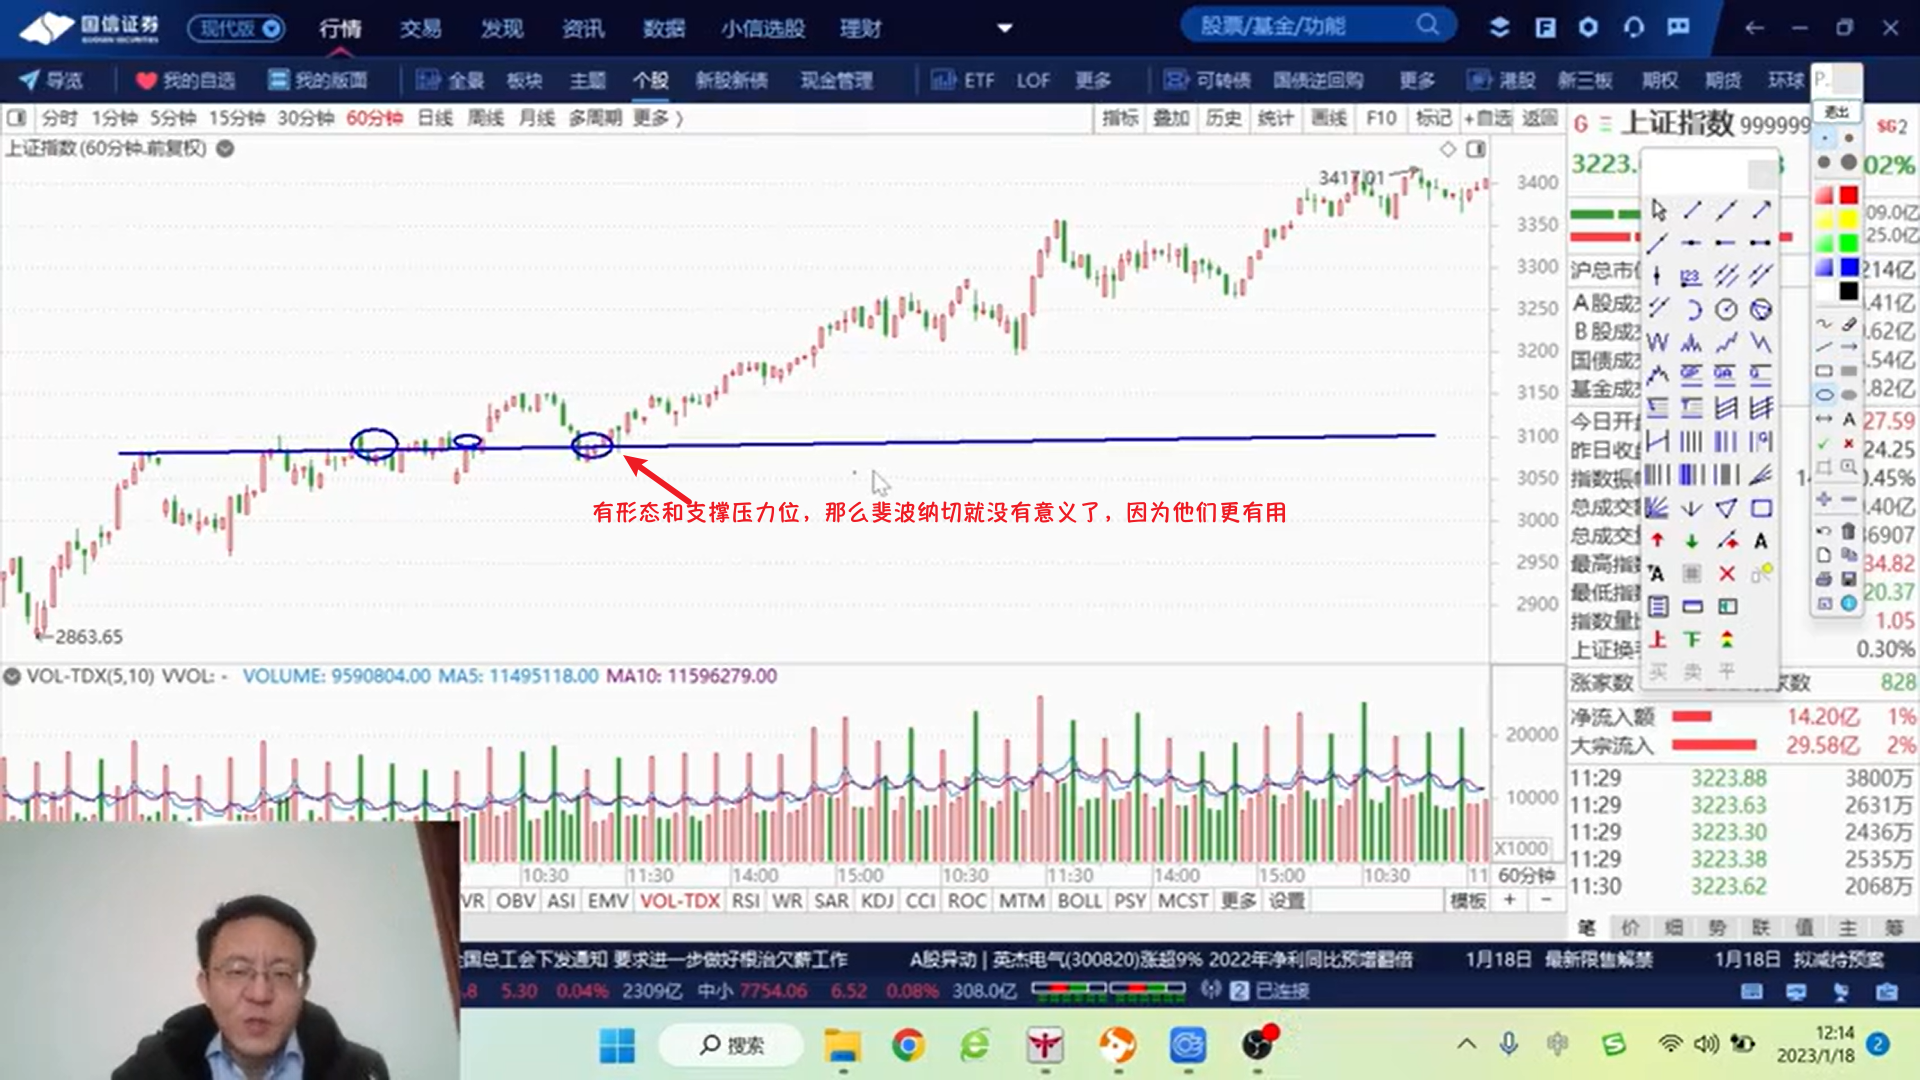 国信证券
GUOSEN SECURITIES
现代版 行情 交易 发现 资讯 数据 小信选股 理财 股票/基金/功能
导览 我的自选 我的版面 全景 板块 主题 个股 新股新债 现金管理 ETF LOF 更多 可转债 国债逆回购 更多 港股 新三板 期权 期货 环球 P..
退出
分时 1分钟 5分钟 15分钟 30分钟 60分钟 日线 周线 月线 多周期 更多 〉 指标 叠加 历史 统计 画线 F10 标记 +自选 返回
G 上证指数 999999
上证指数(60分钟.前复权)
3223. 02%
3417.01
3400
3350
3300
3250
3200
3150
3100
3050
3000
2950
2900
2863.65
有形态和支撑压力位，那么斐波纳切就没有意义了，因为他们更有用
09.0亿
25.0亿
沪总市 214亿
A股成 .41亿
B股成 .62亿
国债成 .54亿
基金成 .82亿
今日开 27.59
昨日收 24.25
指数振 0.45%
总成交 .40亿
总成交 36907
最高指 34.82
最低指 20.37
指数量 1.05
上证换 0.30%
涨家数 家数 828
净流入额 14.20亿 1%
大宗流入 29.58亿 2%
11:29 3223.88 3800万
11:29 3223.63 2631万
11:29 3223.30 2436万
11:29 3223.38 2535万
11:30 3223.62 2068万
笔 价 细 势 联 值 主 筹
123
GP GA G
A
A
上 下
买 卖 平
A
VOL-TDX(5,10) VVOL: - VOLUME: 9590804.00 MA5: 11495118.00 MA10: 11596279.00
20000
10000
X1000
10:30 11:30 14:00 15:00 10:30 11:30 14:00 15:00 10:30 11 60分钟
VR OBV ASI EMV VOL-TDX RSI WR SAR KDJ CCI ROC MTM BOLL PSY MCST 更多 设置 模板 + −
全国总工会下发通知 要求进一步做好根治欠薪工作 A股异动 | 英杰电气(300820)涨超9% 2022年净利同比预增翻倍 1月18日 最新限售解禁 1月18日 拟减持预案
.8 5.30 0.04% 2309亿 中小 7754.06 6.52 0.08% 308.0亿 2 已连接
搜索
12:14
2023/1/18
2